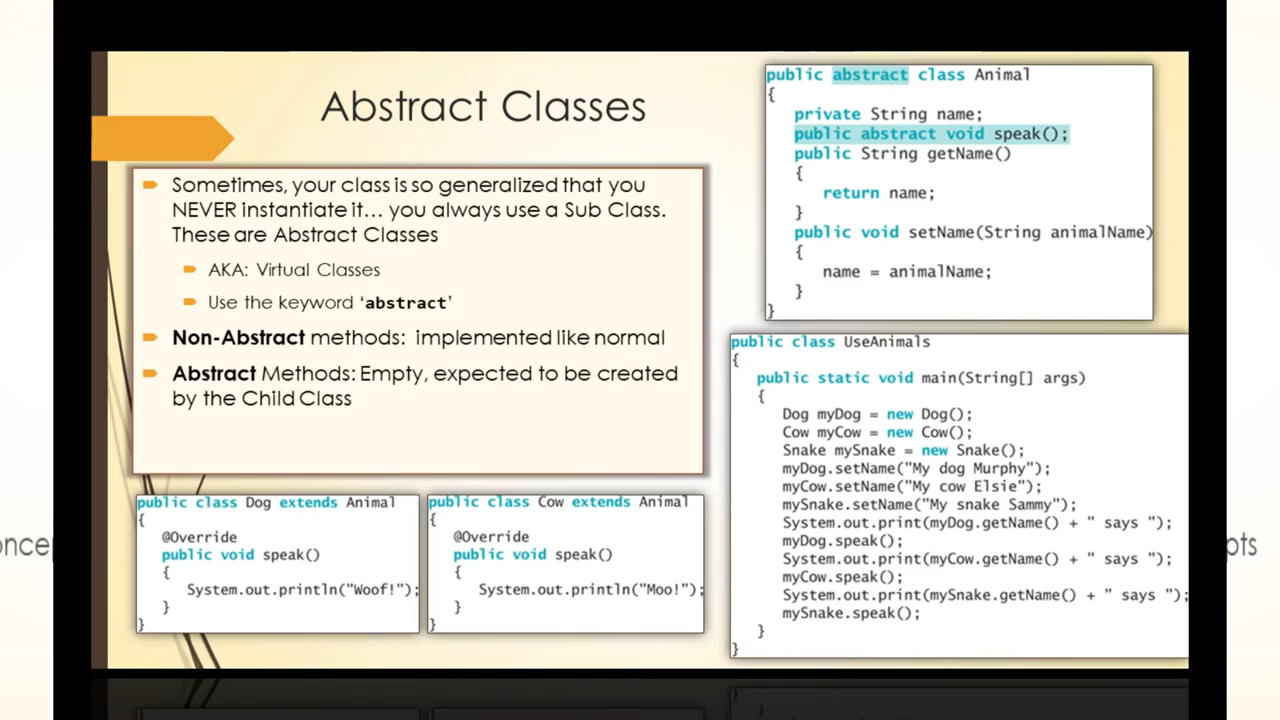 Abstract Classes
Sometimes, your class is so generalized that you
NEVER instantiate it... you always use a Sub Class.
These are Abstract Classes
AKA: Virtual Classes
Use the keyword ‘abstract’
Non-Abstract methods: implemented like normal
Abstract Methods: Empty, expected to be created
by the Child Class
public class Dog extends Animal
{
@Override
public void speak()
{
System.out.println("Woof!");
}
}
public class Cow extends Animal
{
@Override
public void speak()
{
System.out.println("Moo!");
}
}
public abstract class Animal
{
private String name;
public abstract void speak();
public String getName()
{
return name;
}
public void setName(String animalName)
{
name = animalName;
}
}
public class UseAnimals
{
public static void main(String[] args)
{
Dog myDog = new Dog();
Cow myCow = new Cow();
Snake mySnake = new Snake();
myDog.setName("My dog Murphy");
myCow.setName("My cow Elsie");
mySnake.setName("My snake Sammy");
System.out.print(myDog.getName() + " says ");
myDog.speak();
System.out.print(myCow.getName() + " says ");
myCow.speak();
System.out.print(mySnake.getName() + " says ");
mySnake.speak();
}
}